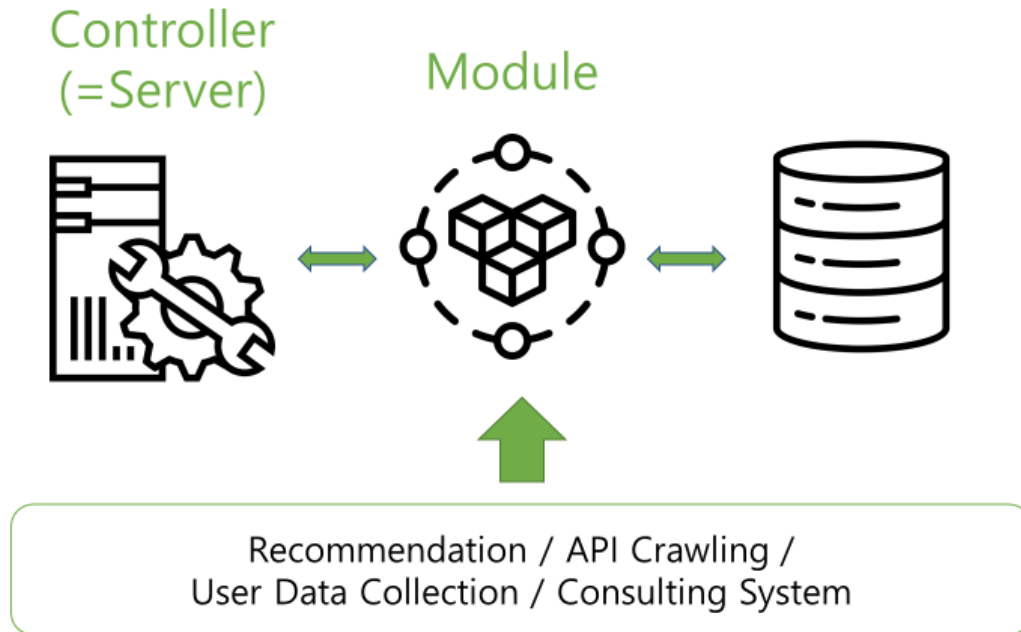 Controller
(=Server)
Module
Recommendation / API Crawling /
User Data Collection / Consulting System